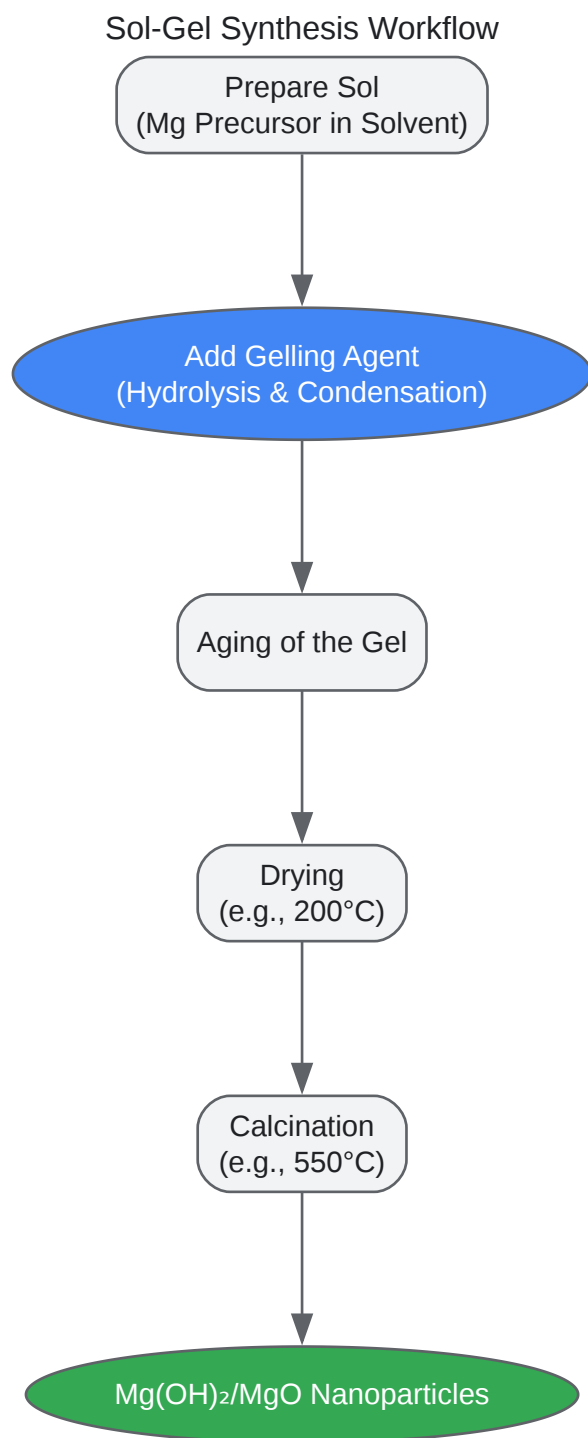 Sol-Gel Synthesis Workflow
Prepare Sol
(Mg Precursor in Solvent)
Add Gelling Agent
(Hydrolysis & Condensation)
Aging of the Gel
Drying
(e.g., 200°C)
Calcination
(e.g., 550°C)
Mg(OH)₂/MgO Nanoparticles